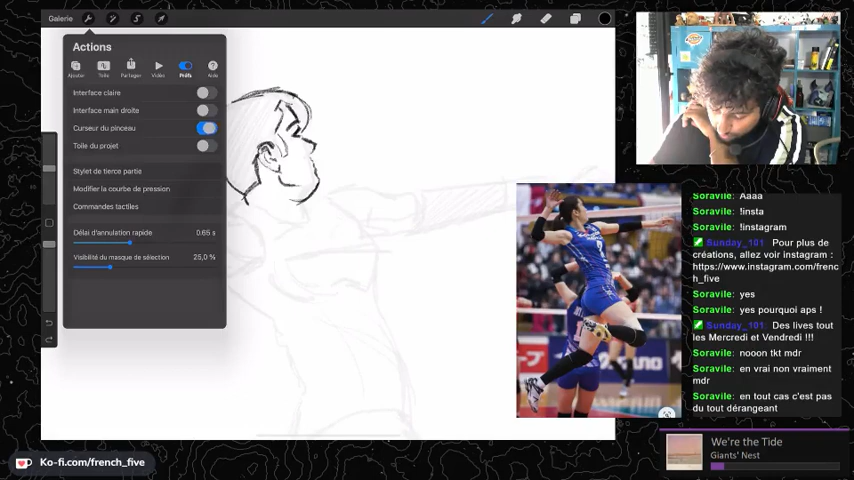 Galerie
Actions
Ajouter
Toile
Partager
Vidéo
Préfs
Aide
Interface claire
Interface main droite
Curseur du pinceau
Toile du projet
Stylet de tierce partie
Modifier la courbe de pression
Commandes tactiles
Délai d'annulation rapide 0.65 s
Visibilité du masque de sélection 25,0 %
Soravile: Aaaa
Soravile: !insta
Soravile: !instagram
Sunday_101: Pour plus de
créations, allez voir instagram :
https://www.instagram.com/frenc
h_five
Soravile: yes
Soravile: yes pourquoi aps !
Sunday_101: Des lives tout
les Mercredi et Vendredi !!!
Soravile: nooon tkt mdr
Soravile: en vrai non vraiment
mdr
Soravile: en tout cas c'est pas
du tout dérangeant
We're the Tide
Giants' Nest
Ko-fi.com/french_five